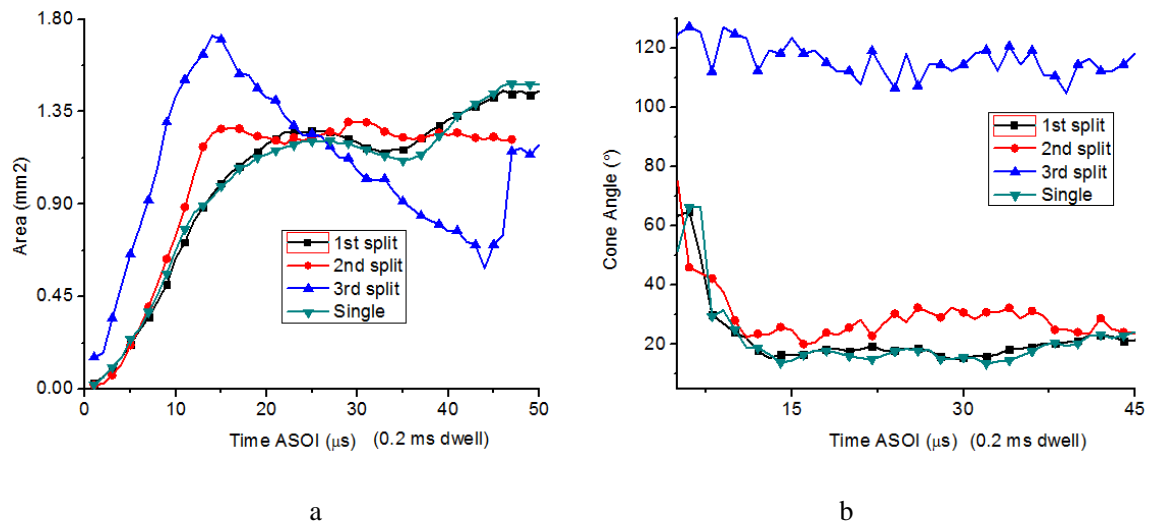 1.80
1.35
0.90
0.45
0.00
Area (mm2)
1st split
2nd split
3rd split
Single
0 10 20 30 40 50
Time ASOI (μs) (0.2 ms dwell)
a
120
100
80
60
40
20
Cone Angle (°)
1st split
2nd split
3rd split
Single
15 30 45
Time ASOI (μs) (0.2 ms dwell)
b